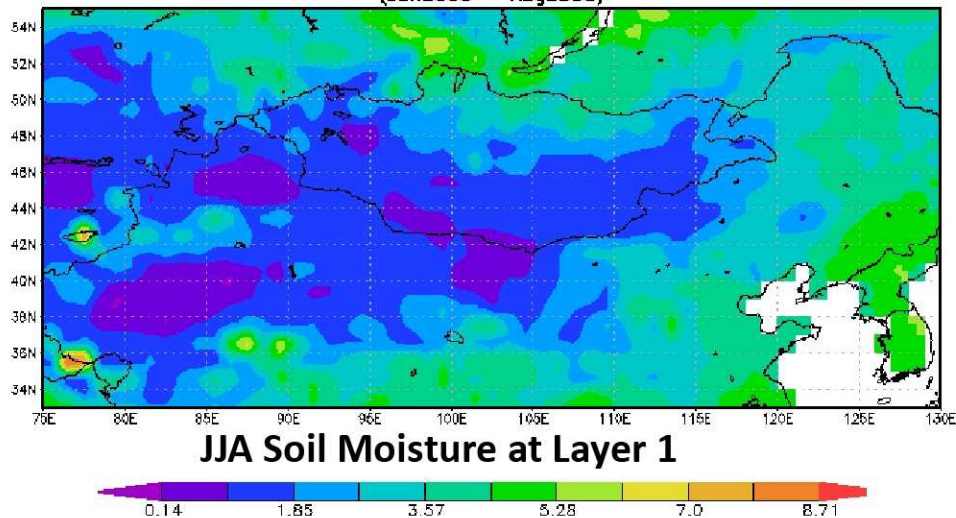 54N
52N
50N
48N
46N
44N
42N
40N
38N
36N
34N
75E 80E 85E 90E 95E 100E 105E 110E 115E 120E 125E 130E
JJA Soil Moisture at Layer 1
0.14 1.85 3.57 5.28 7.0 8.71